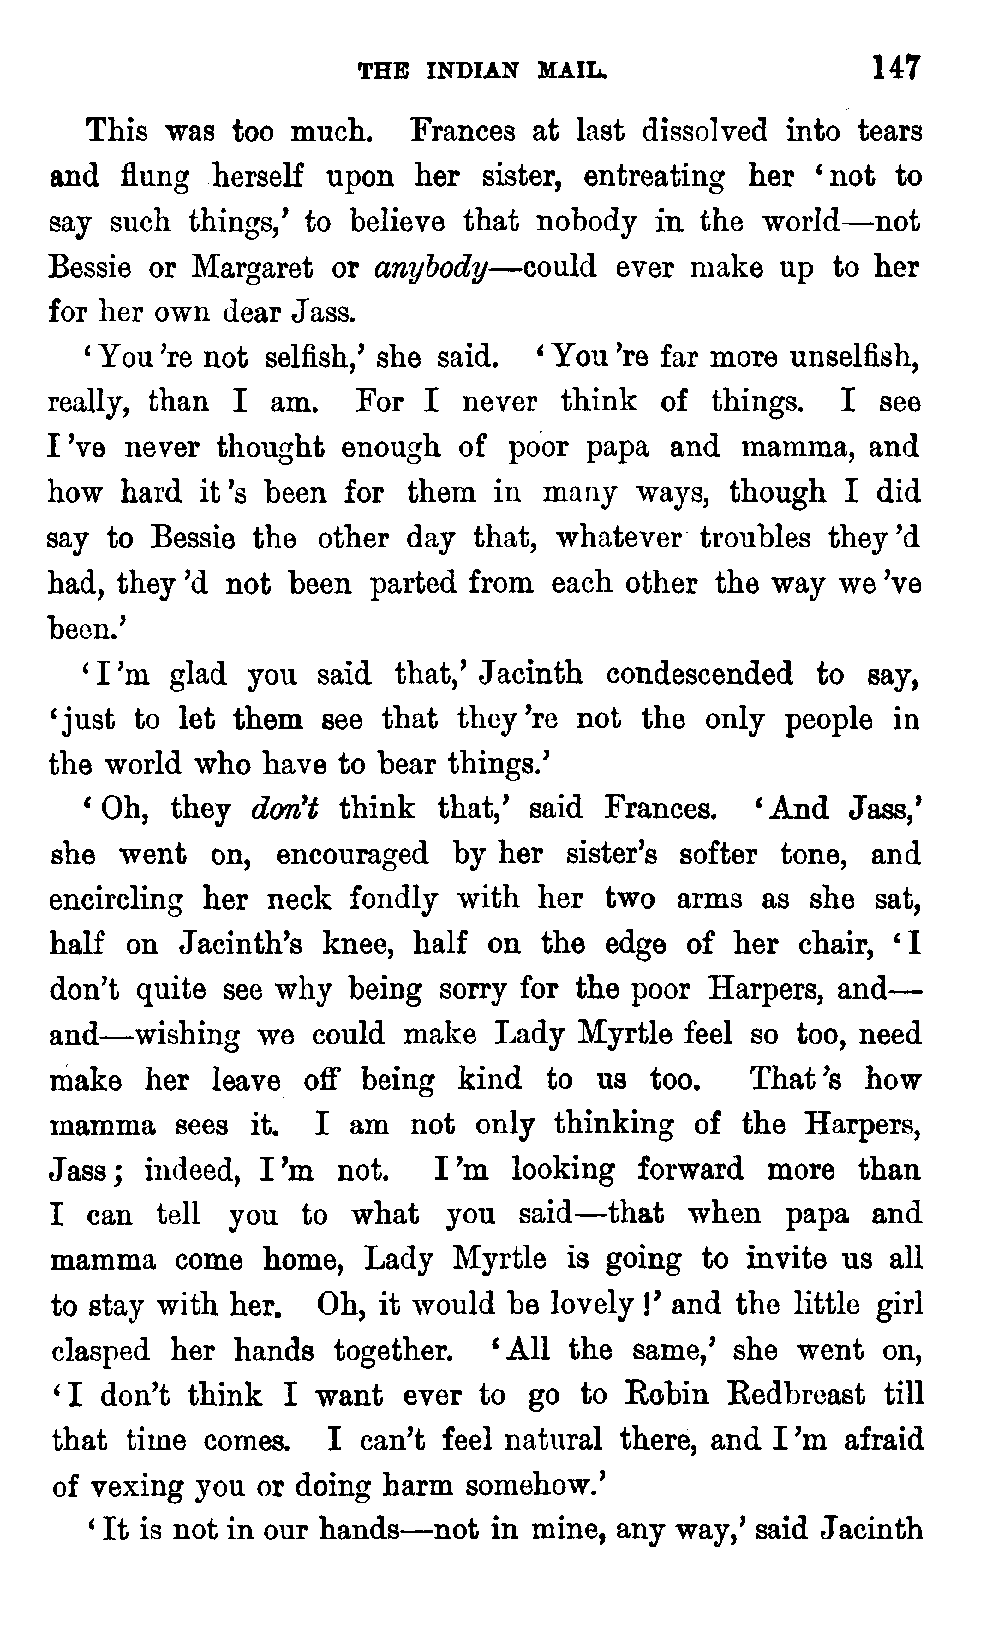 THE INDIAN MAIL. 147
This was too much. Frances at last dissolved into tears
and flung herself upon her sister, entreating her ‘not to
say such things,’ to believe that nobody in the world—not
Bessie or Margaret or anybody—could ever make up to her
for her own dear Jass.
‘You’re not selfish,’ she said. ‘You’re far more unselfish,
really, than I am. For I never think of things. I see
I’ve never thought enough of poor papa and mamma, and
how hard it’s been for them in many ways, though I did
say to Bessie the other day that, whatever troubles they’d
had, they’d not been parted from each other the way we’ve
been.’
‘I’m glad you said that,’ Jacinth condescended to say,
‘just to let them see that they’re not the only people in
the world who have to bear things.’
‘Oh, they don’t think that,’ said Frances. ‘And Jass,’
she went on, encouraged by her sister’s softer tone, and
encircling her neck fondly with her two arms as she sat,
half on Jacinth’s knee, half on the edge of her chair, ‘I
don’t quite see why being sorry for the poor Harpers, and—
and—wishing we could make Lady Myrtle feel so too, need
make her leave off being kind to us too. That’s how
mamma sees it. I am not only thinking of the Harpers,
Jass; indeed, I’m not. I’m looking forward more than
I can tell you to what you said—that when papa and
mamma come home, Lady Myrtle is going to invite us all
to stay with her. Oh, it would be lovely!’ and the little girl
clasped her hands together. ‘All the same,’ she went on,
‘I don’t think I want ever to go to Robin Redbreast till
that time comes. I can’t feel natural there, and I’m afraid
of vexing you or doing harm somehow.’
‘It is not in our hands—not in mine, any way,’ said Jacinth